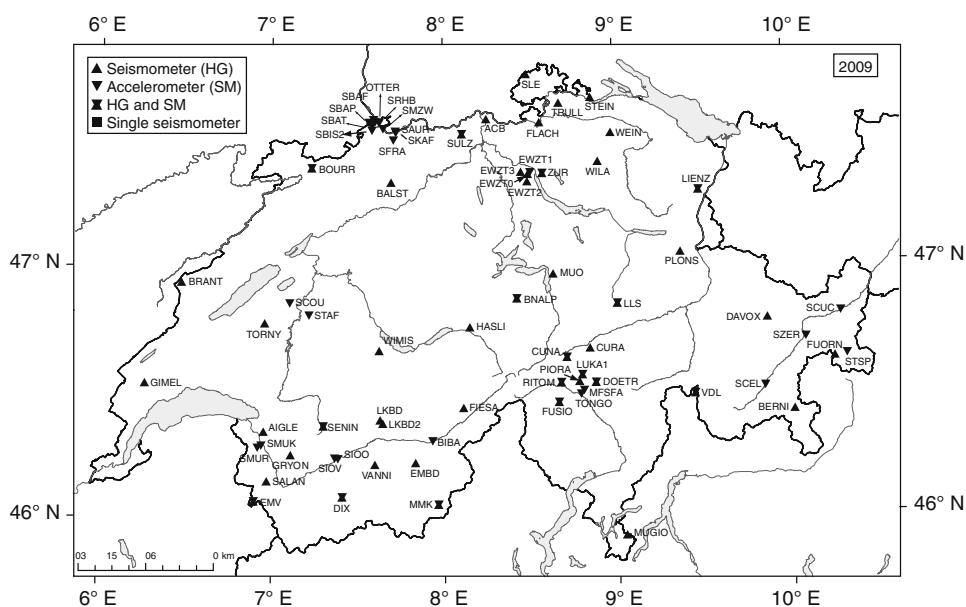 6° E 7° E 8° E 9° E 10° E
Seismometer (HG)
Accelerometer (SM)
HG and SM
Single seismometer
2009
OTTER
SBAF
SRHB
SBAP
SMZW
SBAT
SAUR
SBIS2
SKAF
SFRA
SULZ
ACB
SLE
TRULL
STEIN
FLACH
WEIN
BOURR
BALST
EWZT1
EWZT3
ZUR
EWZT0
EWZT2
WILA
LIENZ
47° N
47° N
PLONS
BRANT
MUO
SCOU
BNALP
LLS
STAF
DAVOX
SCUC
TORNY
HASLI
SZER
WIMIS
CUNA
CURA
FUORN
STSP
PIORA
LUKA1
GIMEL
RITOM
DOETR
MFSFA
SCEL
VDL
TONGO
FUSIO
BERNI
LKBD
FIESA
LKBD2
AIGLE
SENIN
SMUK
BIBA
SMUR
SIOO
GRYON
SIOV
VANNI
EMBD
SALAN
EMV
DIX
MMK
46° N
46° N
MUGIO
03 15 06 0 km
6° E 7° E 8° E 9° E 10° E